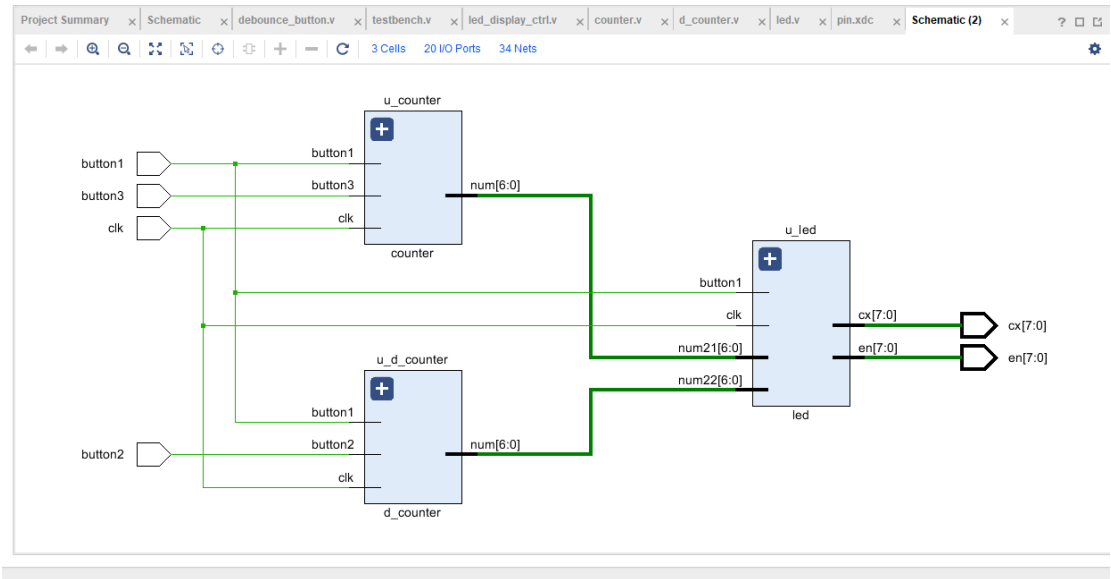 Project Summary
Schematic
debounce_button.v
testbench.v
led_display_ctrl.v
counter.v
d_counter.v
led.v
pin.xdc
Schematic (2)
3 Cells
20 I/O Ports
34 Nets
u_counter
button1
button1
button3
button3
num[6:0]
clk
clk
counter
u_led
button1
clk
cx[7:0]
cx[7:0]
num21[6:0]
en[7:0]
en[7:0]
num22[6:0]
led
u_d_counter
button1
button2
button2
num[6:0]
clk
d_counter